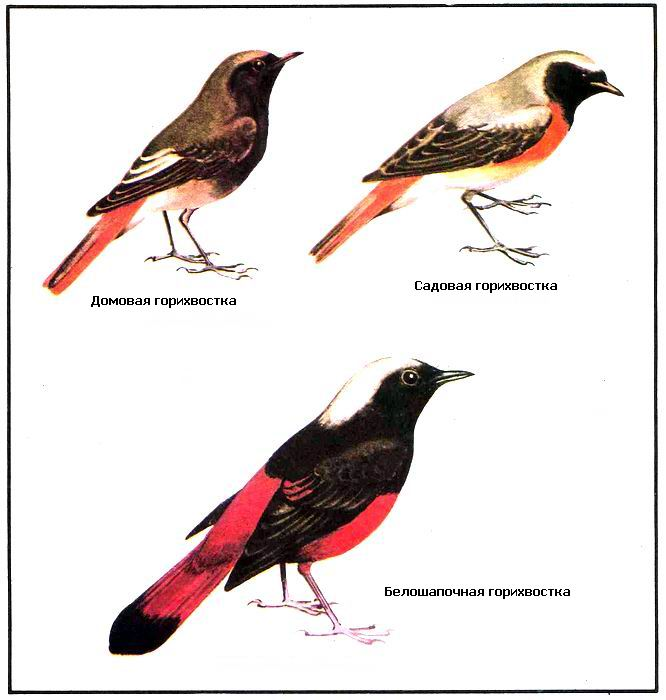 Домовая горихвостка
Садовая горихвостка
Белошапочная горихвостка